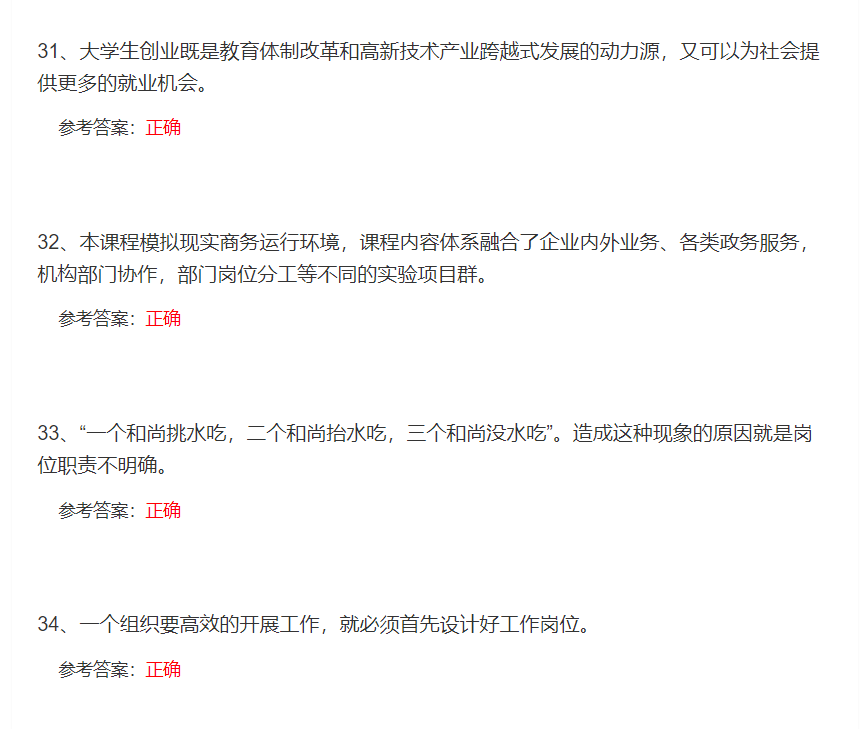 31、大学生创业既是教育体制改革和高新技术产业跨越式发展的动力源，又可以为社会提
供更多的就业机会。
参考答案：正确
32、本课程模拟现实商务运行环境，课程内容体系融合了企业内外业务、各类政务服务，
机构部门协作，部门岗位分工等不同的实验项目群。
参考答案：正确
33、“一个和尚挑水吃，二个和尚抬水吃，三个和尚没水吃”。造成这种现象的原因就是岗
位职责不明确。
参考答案：正确
34、一个组织要高效的开展工作，就必须首先设计好工作岗位。
参考答案：正确